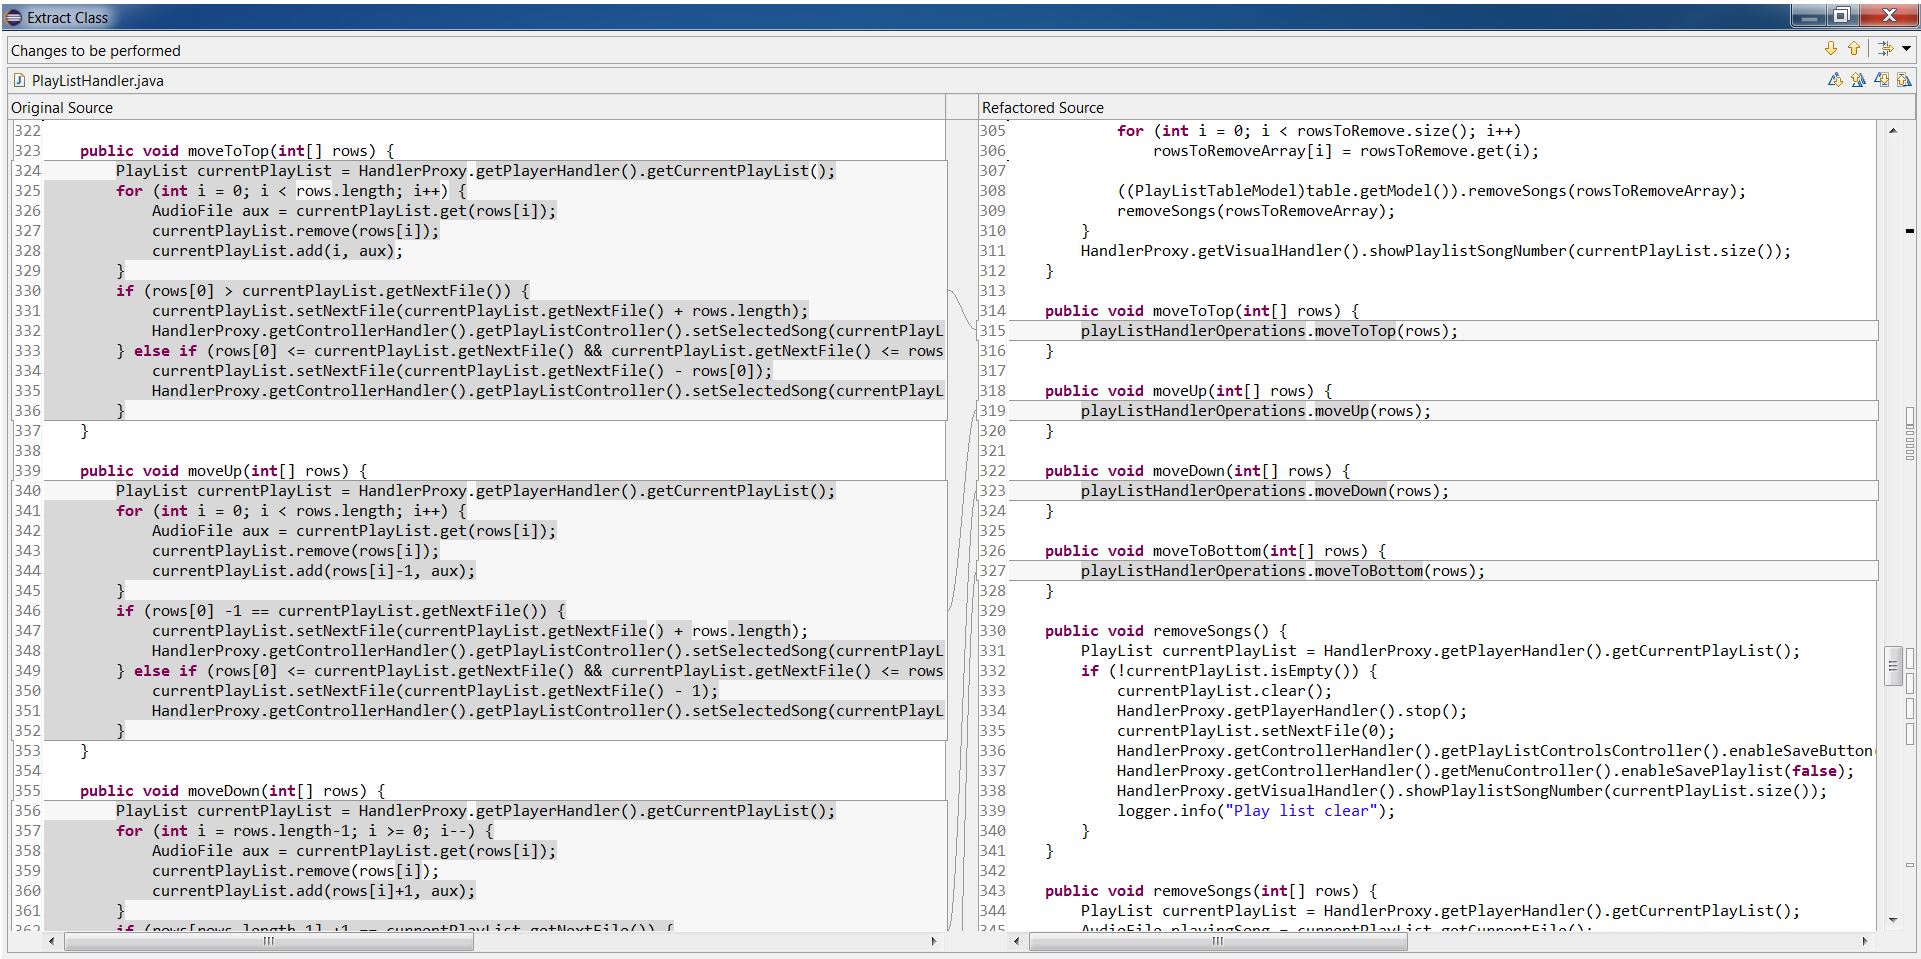 Extract Class
Changes to be performed
PlayListHandler.java
Original Source
322
323 public void moveToTop(int[] rows) {
324 PlayList currentPlayList = HandlerProxy.getPlayerHandler().getCurrentPlayList();
325 for (int i = 0; i < rows.length; i++) {
326 AudioFile aux = currentPlayList.get(rows[i]);
327 currentPlayList.remove(rows[i]);
328 currentPlayList.add(i, aux);
329 }
330 if (rows[0] > currentPlayList.getNextFile()) {
331 currentPlayList.setNextFile(currentPlayList.getNextFile() + rows.length);
332 HandlerProxy.getControllerHandler().getPlayListController().setSelectedSong(currentPlayL
333 } else if (rows[0] <= currentPlayList.getNextFile() && currentPlayList.getNextFile() <= rows
334 currentPlayList.setNextFile(currentPlayList.getNextFile() - rows[0]);
335 HandlerProxy.getControllerHandler().getPlayListController().setSelectedSong(currentPlayL
336 }
337 }
338
339 public void moveUp(int[] rows) {
340 PlayList currentPlayList = HandlerProxy.getPlayerHandler().getCurrentPlayList();
341 for (int i = 0; i < rows.length; i++) {
342 AudioFile aux = currentPlayList.get(rows[i]);
343 currentPlayList.remove(rows[i]);
344 currentPlayList.add(rows[i]-1, aux);
345 }
346 if (rows[0] -1 == currentPlayList.getNextFile()) {
347 currentPlayList.setNextFile(currentPlayList.getNextFile() + rows.length);
348 HandlerProxy.getControllerHandler().getPlayListController().setSelectedSong(currentPlayL
349 } else if (rows[0] <= currentPlayList.getNextFile() && currentPlayList.getNextFile() <= rows
350 currentPlayList.setNextFile(currentPlayList.getNextFile() - 1);
351 HandlerProxy.getControllerHandler().getPlayListController().setSelectedSong(currentPlayL
352 }
353 }
354
355 public void moveDown(int[] rows) {
356 PlayList currentPlayList = HandlerProxy.getPlayerHandler().getCurrentPlayList();
357 for (int i = rows.length-1; i >= 0; i--) {
358 AudioFile aux = currentPlayList.get(rows[i]);
359 currentPlayList.remove(rows[i]);
360 currentPlayList.add(rows[i]+1, aux);
361 }
362 if (rows[rows.length-1] +1 == currentPlayList.getNextFile()) {
Refactored Source
305 for (int i = 0; i < rowsToRemove.size(); i++)
306 rowsToRemoveArray[i] = rowsToRemove.get(i);
307
308 ((PlayListTableModel)table.getModel()).removeSongs(rowsToRemoveArray);
309 removeSongs(rowsToRemoveArray);
310 }
311 HandlerProxy.getVisualHandler().showPlaylistSongNumber(currentPlayList.size());
312 }
313
314 public void moveToTop(int[] rows) {
315 playListHandlerOperations.moveToTop(rows);
316 }
317
318 public void moveUp(int[] rows) {
319 playListHandlerOperations.moveUp(rows);
320 }
321
322 public void moveDown(int[] rows) {
323 playListHandlerOperations.moveDown(rows);
324 }
325
326 public void moveToBottom(int[] rows) {
327 playListHandlerOperations.moveToBottom(rows);
328 }
329
330 public void removeSongs() {
331 PlayList currentPlayList = HandlerProxy.getPlayerHandler().getCurrentPlayList();
332 if (!currentPlayList.isEmpty()) {
333 currentPlayList.clear();
334 HandlerProxy.getPlayerHandler().stop();
335 currentPlayList.setNextFile(0);
336 HandlerProxy.getControllerHandler().getPlayListControlsController().enableSaveButton(
337 HandlerProxy.getControllerHandler().getMenuController().enableSavePlaylist(false);
338 HandlerProxy.getVisualHandler().showPlaylistSongNumber(currentPlayList.size());
339 logger.info("Play list clear");
340 }
341 }
342
343 public void removeSongs(int[] rows) {
344 PlayList currentPlayList = HandlerProxy.getPlayerHandler().getCurrentPlayList();
345 AudioFile playingSong = currentPlayList.getCurrentFile();